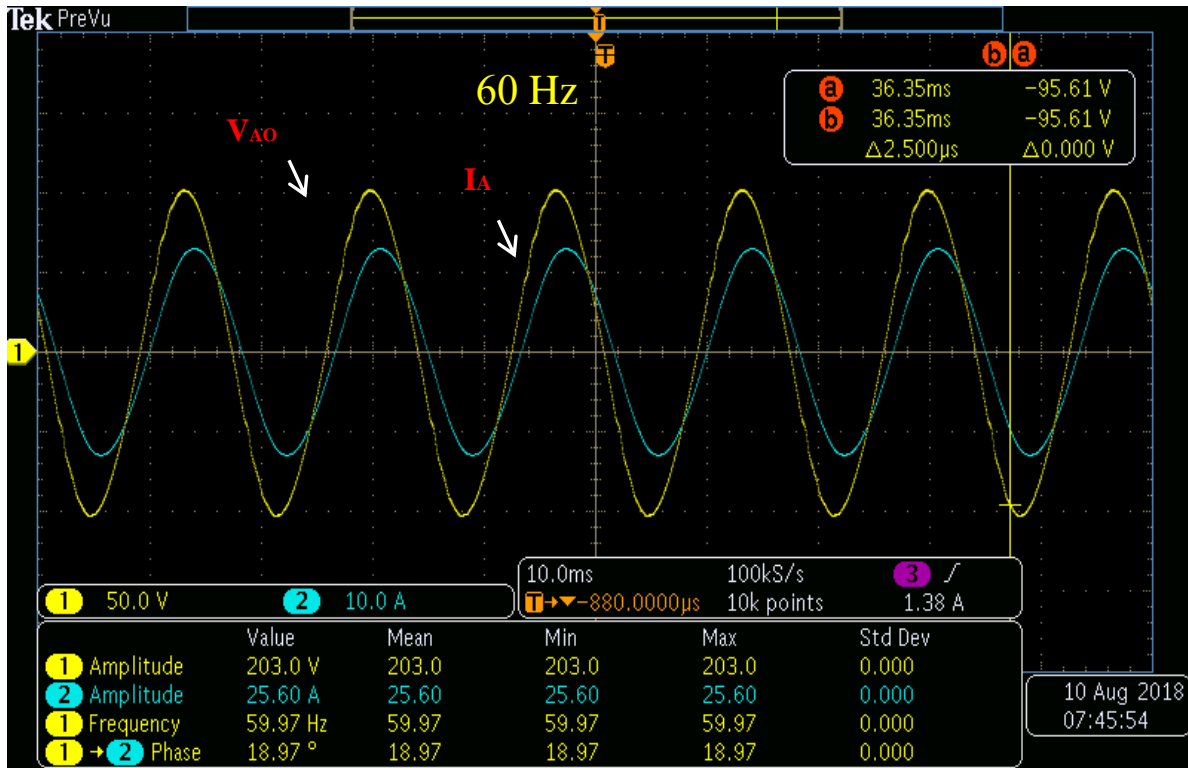 Tek PreVu
T
T
b a
60 Hz
a 36.35ms -95.61 V
b 36.35ms -95.61 V
Δ2.500µs Δ0.000 V
VAO
IA
1
1 50.0 V 2 10.0 A
10.0ms 100kS/s 3 ∫
T→▼-880.0000µs 10k points 1.38 A
Value Mean Min Max Std Dev
1 Amplitude 203.0 V 203.0 203.0 203.0 0.000
2 Amplitude 25.60 A 25.60 25.60 25.60 0.000
1 Frequency 59.97 Hz 59.97 59.97 59.97 0.000
1 → 2 Phase 18.97 ° 18.97 18.97 18.97 0.000
10 Aug 2018
07:45:54